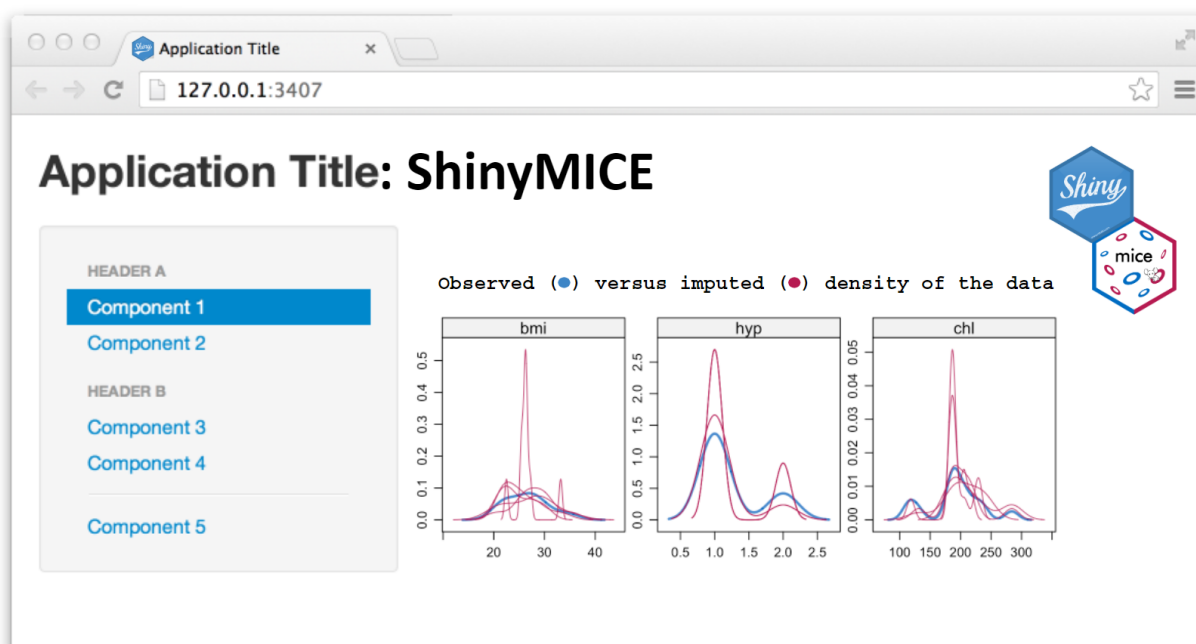 Shiny Application Title
127.0.0.1:3407
Application Title: ShinyMICE
Shiny
mice
HEADER A
Component 1
Component 2
HEADER B
Component 3
Component 4
Component 5
Observed (●) versus imputed (●) density of the data
bmi
0.0 0.1 0.2 0.3 0.4 0.5
20 30 40
hyp
0.0 0.5 1.0 1.5 2.0 2.5
0.5 1.0 1.5 2.0 2.5
chl
0.00 0.01 0.02 0.03 0.04 0.05
100 150 200 250 300